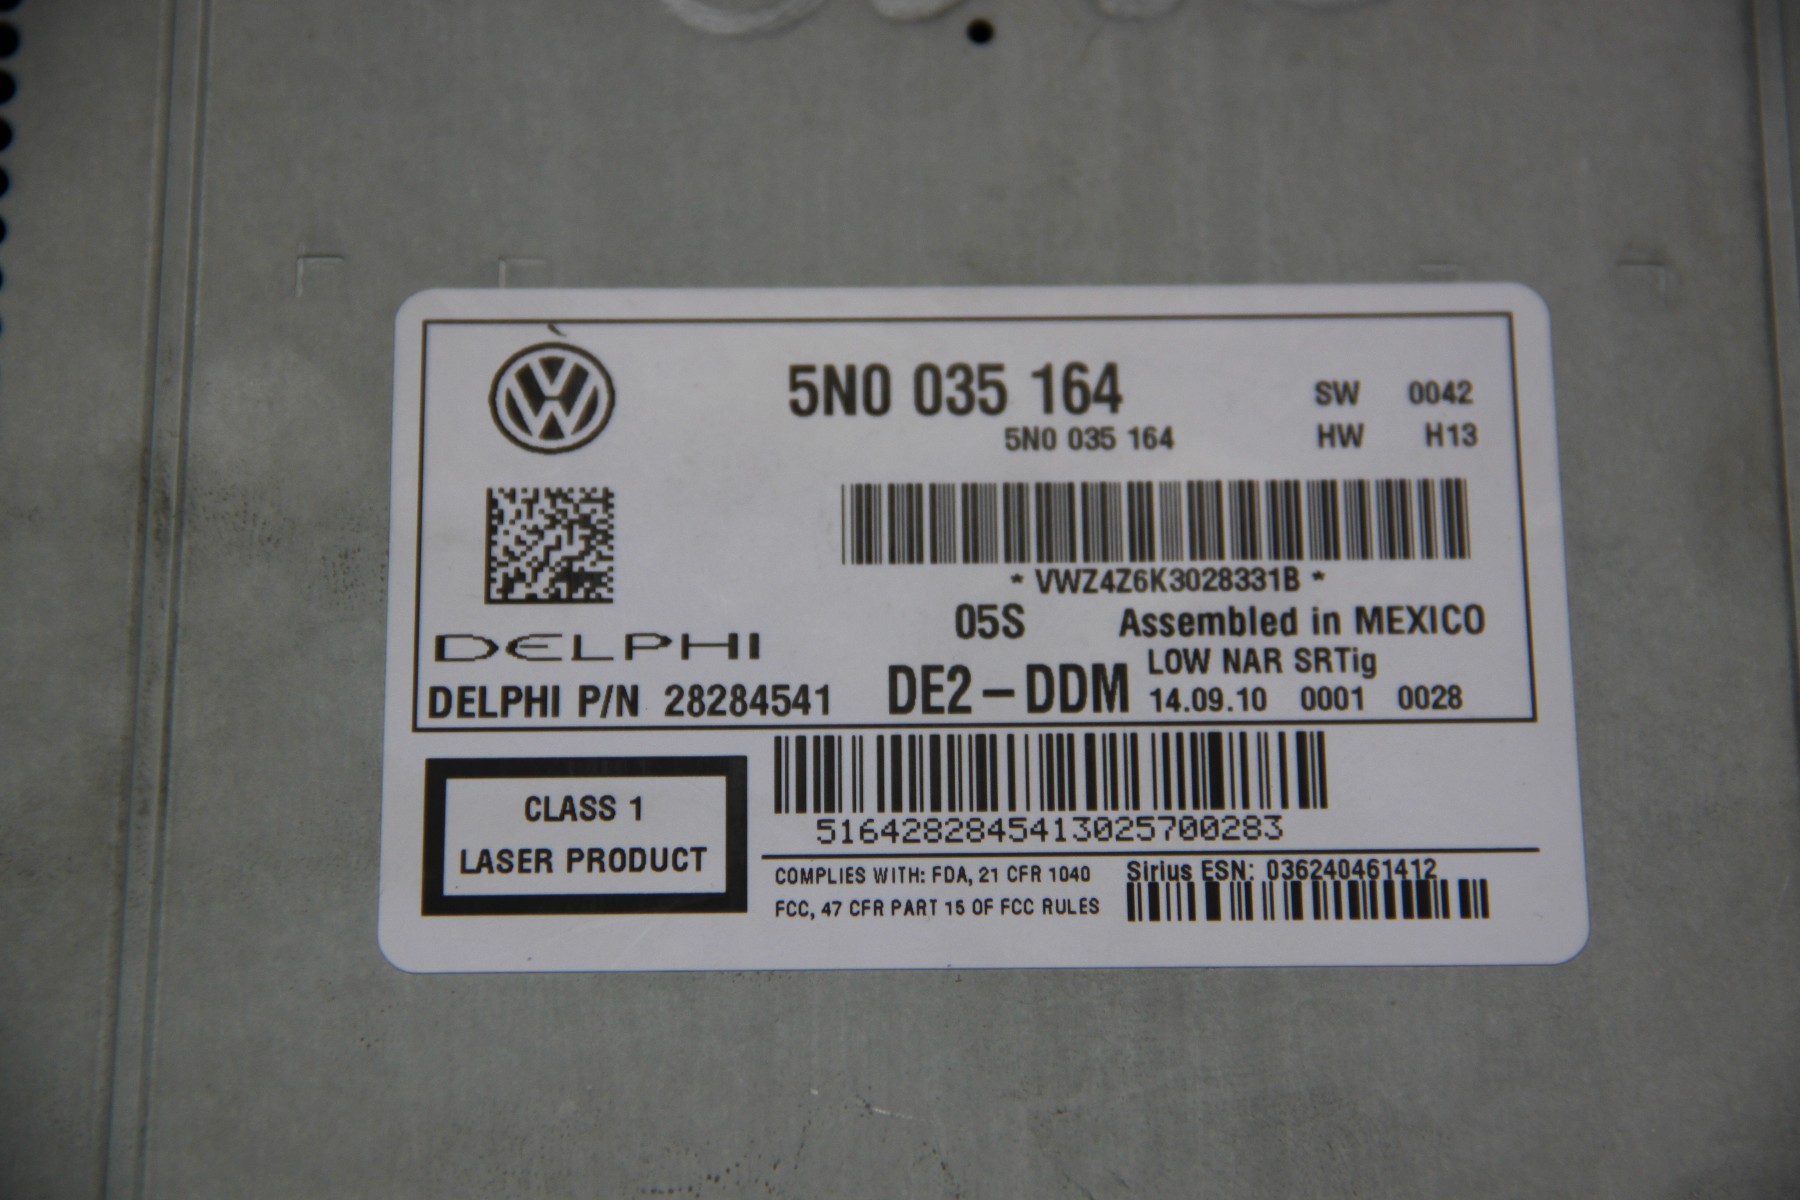 5N0 035 164
SW 0042
5N0 035 164
HW H13
* VWZ4Z6K3028331B *
05S Assembled in MEXICO
DELPHI
LOW NAR SRTig
DELPHI P/N 28284541 DE2-DDM 14.09.10 0001 0028
CLASS 1
LASER PRODUCT
5164282845413025700283
COMPLIES WITH: FDA, 21 CFR 1040
FCC, 47 CFR PART 15 OF FCC RULES
Sirius ESN: 036240461412